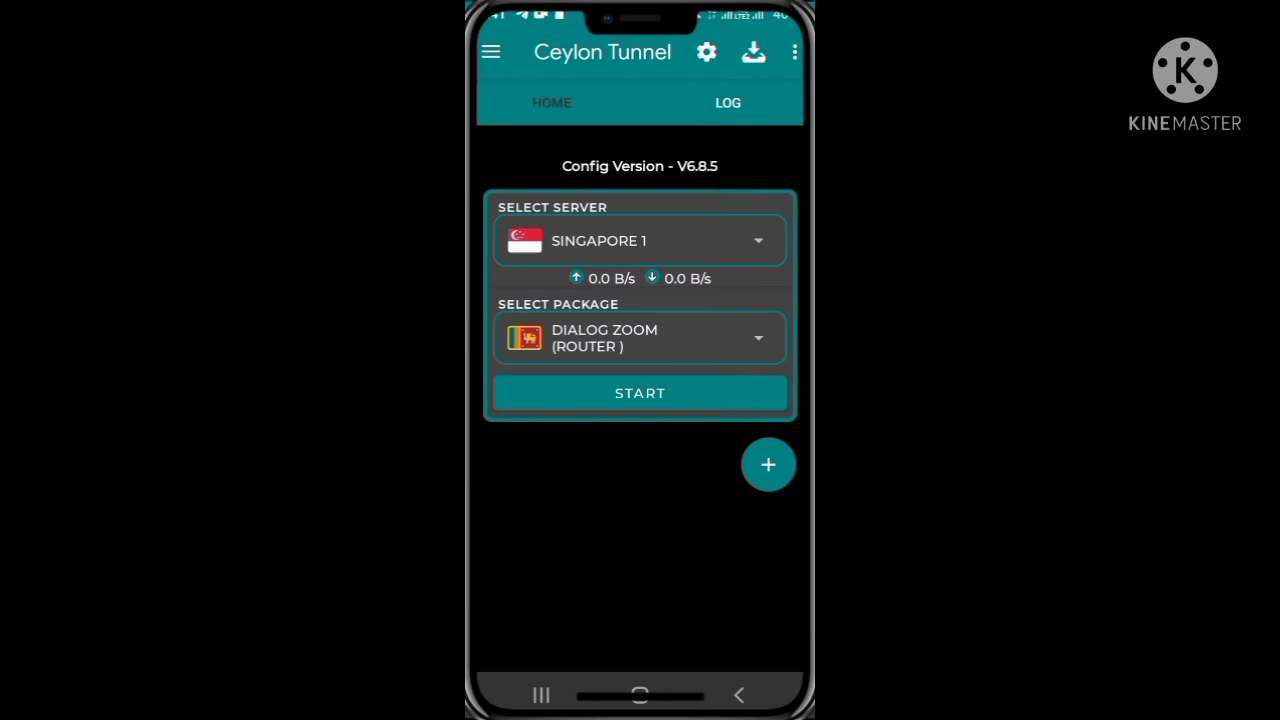 Ceylon Tunnel
HOME LOG
Config Version - V6.8.5
SELECT SERVER
SINGAPORE 1
0.0 B/s 0.0 B/s
SELECT PACKAGE
DIALOG ZOOM
(ROUTER )
START
+
KINEMASTER